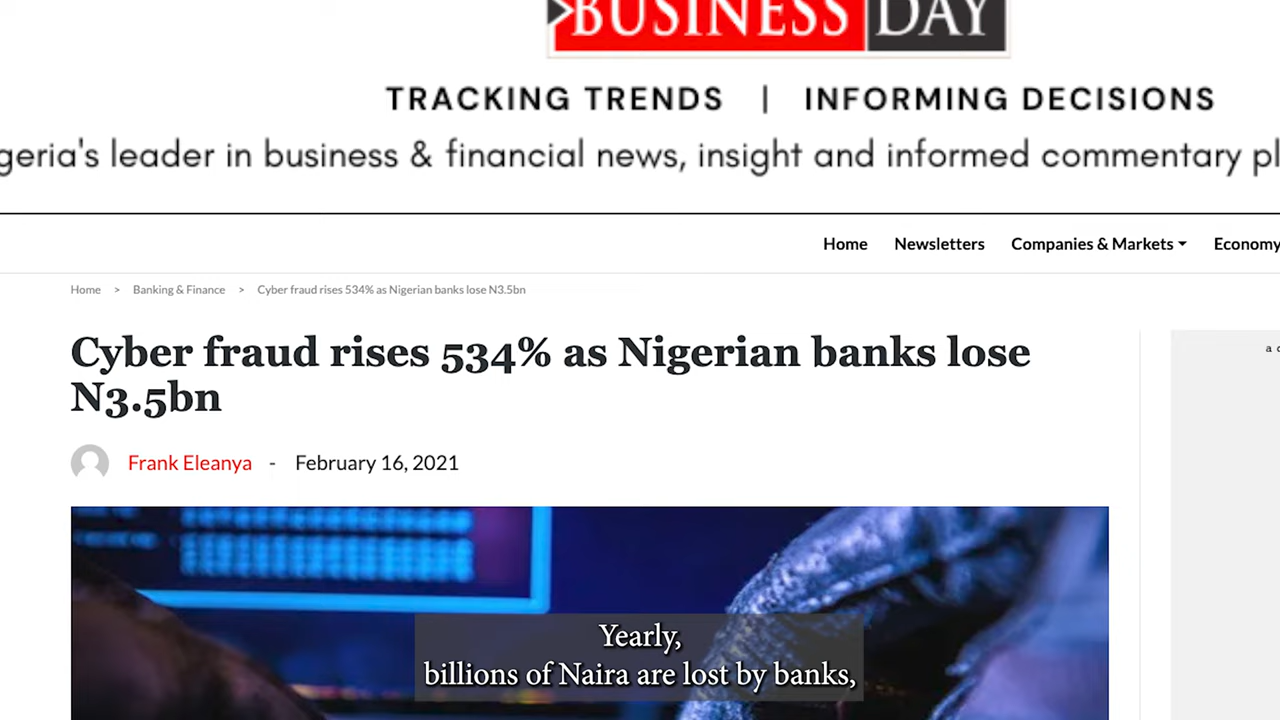 BUSINESS DAY
TRACKING TRENDS | INFORMING DECISIONS
geria's leader in business & financial news, insight and informed commentary pl
Home Newsletters Companies & Markets Economy
Home > Banking & Finance > Cyber fraud rises 534% as Nigerian banks lose N3.5bn
Cyber fraud rises 534% as Nigerian banks lose
N3.5bn
a
Frank Eleanya - February 16, 2021
Yearly,
billions of Naira are lost by banks,